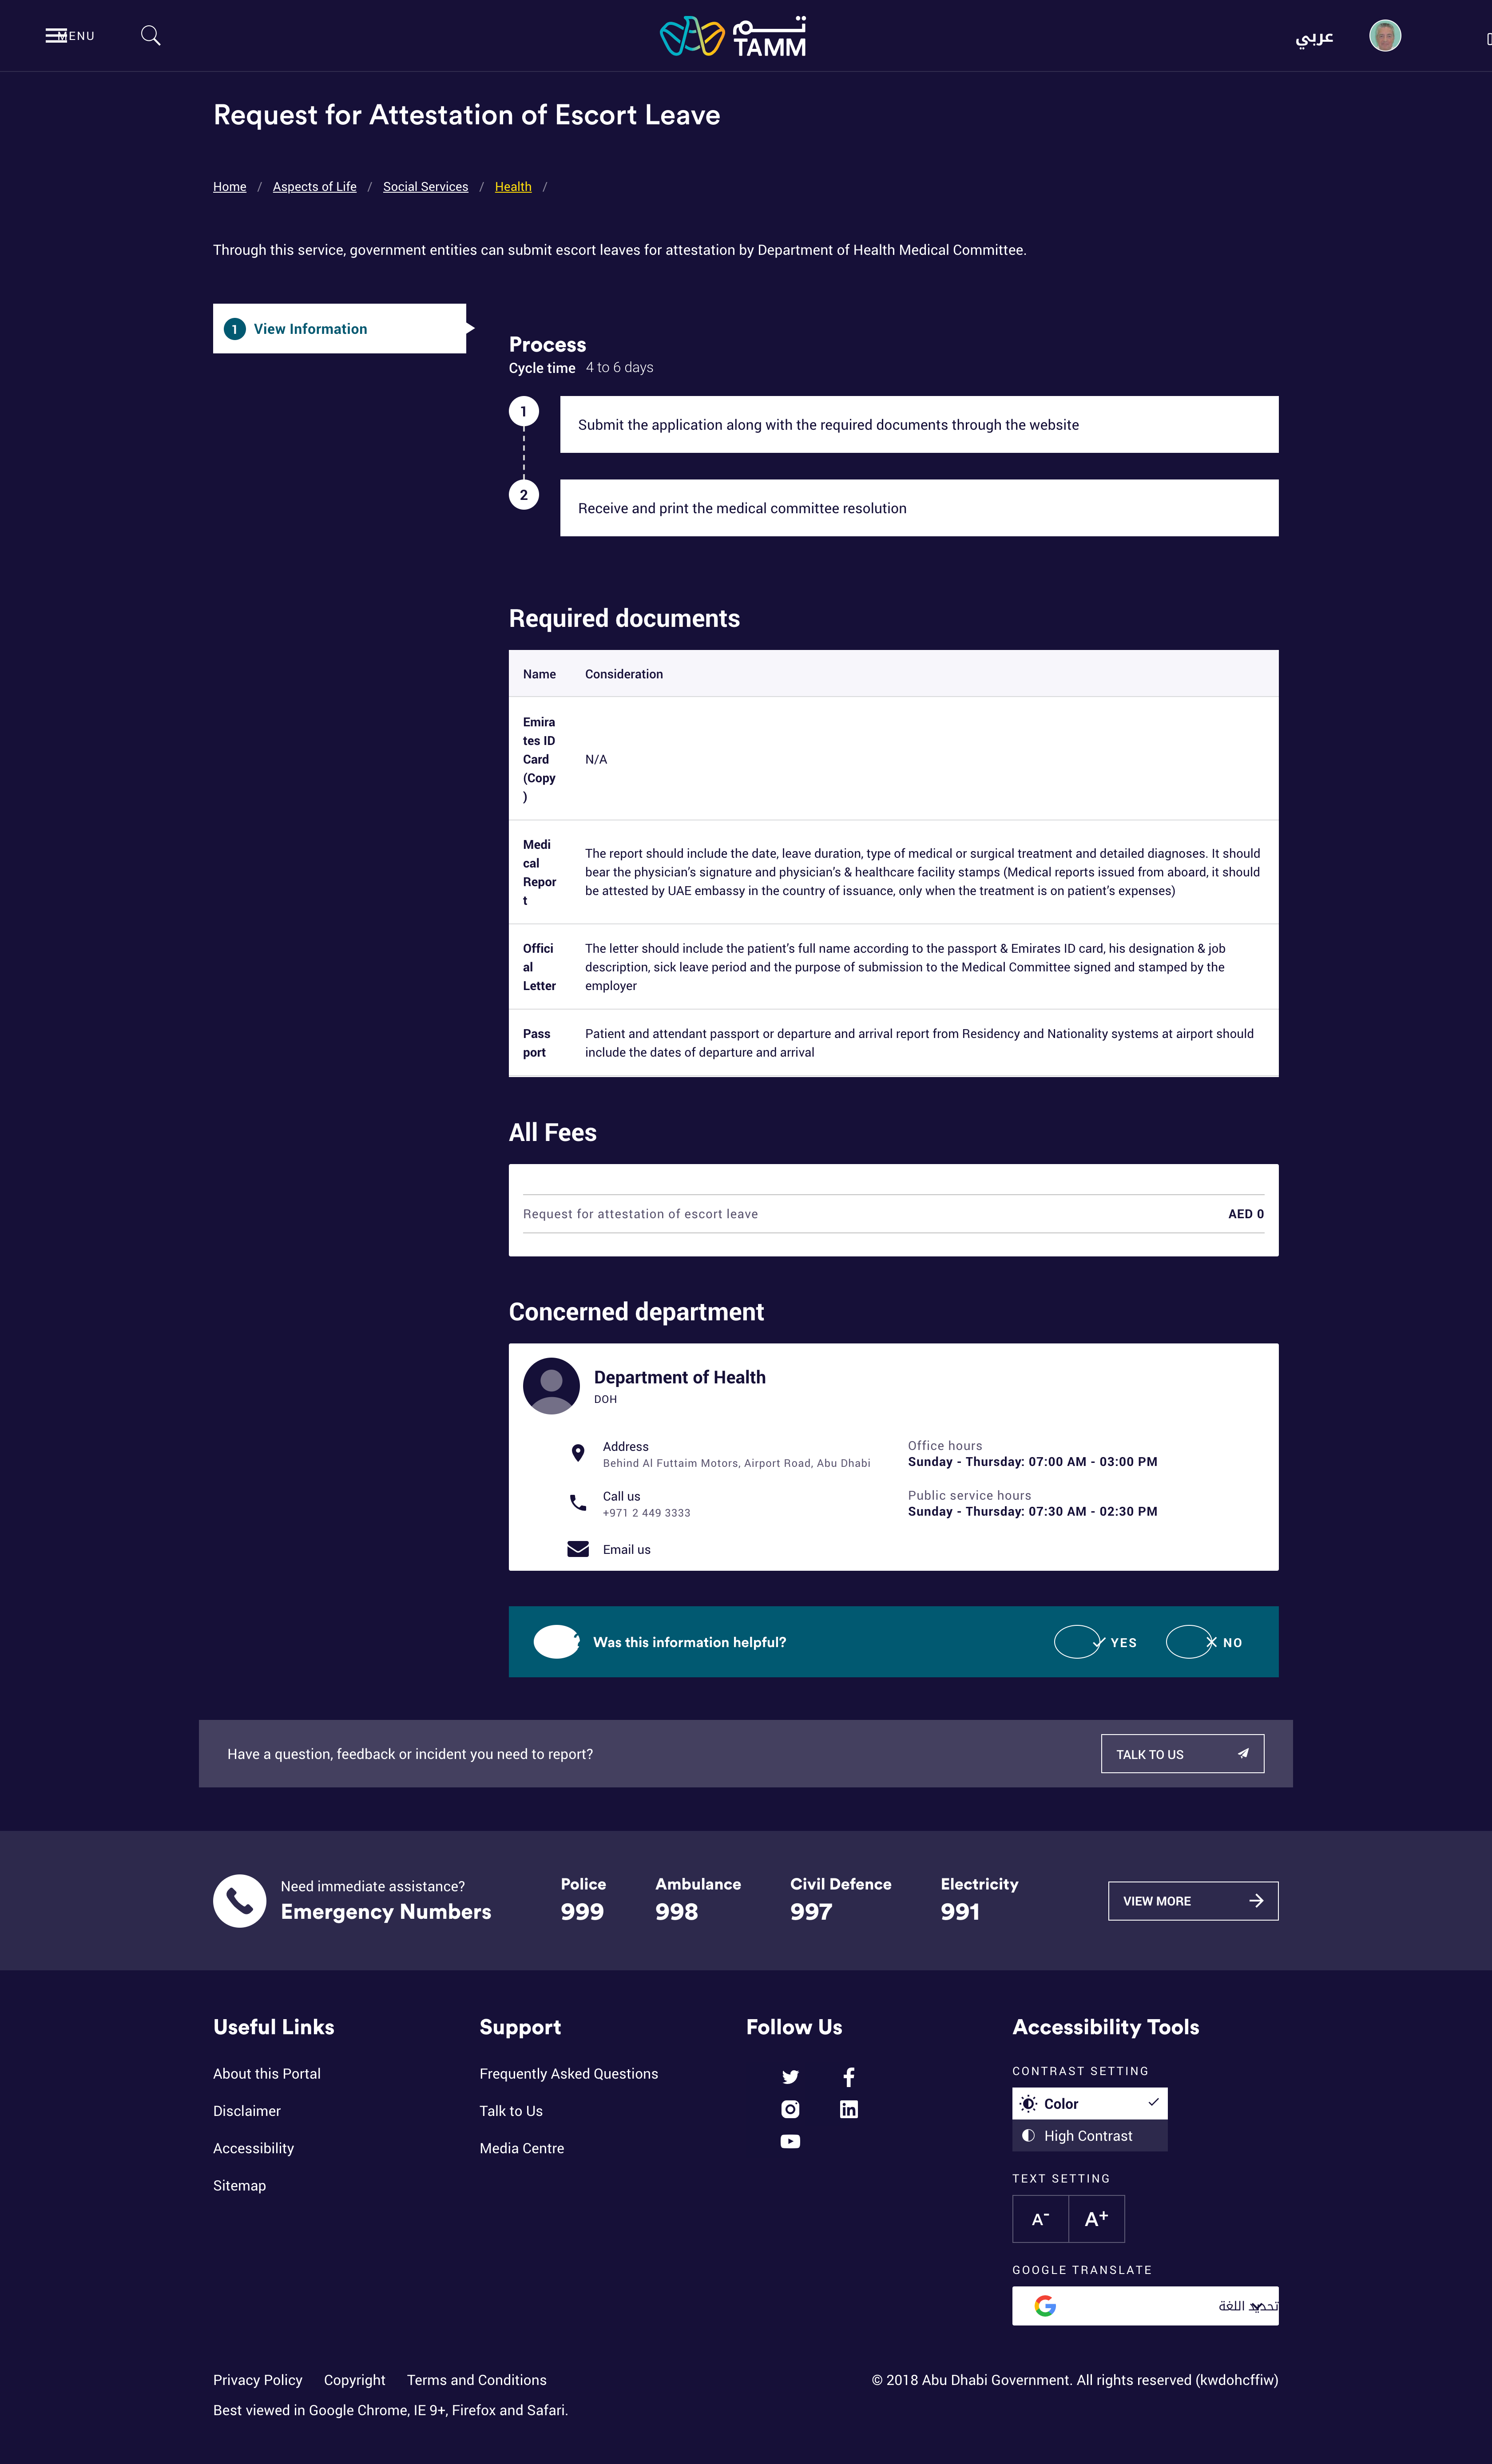 MENU
تـــم
TAMM
عربي
Request for Attestation of Escort Leave
Home / Aspects of Life / Social Services / Health /
Through this service, government entities can submit escort leaves for attestation by Department of Health Medical Committee.
1 View Information
Process
Cycle time 4 to 6 days
1 Submit the application along with the required documents through the website
2 Receive and print the medical committee resolution
Required documents
Name Consideration
Emira
tes ID
Card
(Copy
)
N/A
Medi
cal
Repor
t
The report should include the date, leave duration, type of medical or surgical treatment and detailed diagnoses. It should
bear the physician’s signature and physician’s & healthcare facility stamps (Medical reports issued from aboard, it should
be attested by UAE embassy in the country of issuance, only when the treatment is on patient’s expenses)
Offici
al
Letter
The letter should include the patient’s full name according to the passport & Emirates ID card, his designation & job
description, sick leave period and the purpose of submission to the Medical Committee signed and stamped by the
employer
Pass
port
Patient and attendant passport or departure and arrival report from Residency and Nationality systems at airport should
include the dates of departure and arrival
All Fees
Request for attestation of escort leave AED 0
Concerned department
Department of Health
DOH
Address
Behind Al Futtaim Motors, Airport Road, Abu Dhabi
Office hours
Sunday - Thursday: 07:00 AM - 03:00 PM
Call us
+971 2 449 3333
Public service hours
Sunday - Thursday: 07:30 AM - 02:30 PM
Email us
Was this information helpful? YES NO
Have a question, feedback or incident you need to report? TALK TO US
Need immediate assistance?
Emergency Numbers
Police
999
Ambulance
998
Civil Defence
997
Electricity
991
VIEW MORE
Useful Links
About this Portal
Disclaimer
Accessibility
Sitemap
Support
Frequently Asked Questions
Talk to Us
Media Centre
Follow Us
Accessibility Tools
CONTRAST SETTING
Color
High Contrast
TEXT SETTING
A- A+
GOOGLE TRANSLATE
تحديد اللغة
Privacy Policy Copyright Terms and Conditions
© 2018 Abu Dhabi Government. All rights reserved (kwdohcffiw)
Best viewed in Google Chrome, IE 9+, Firefox and Safari.